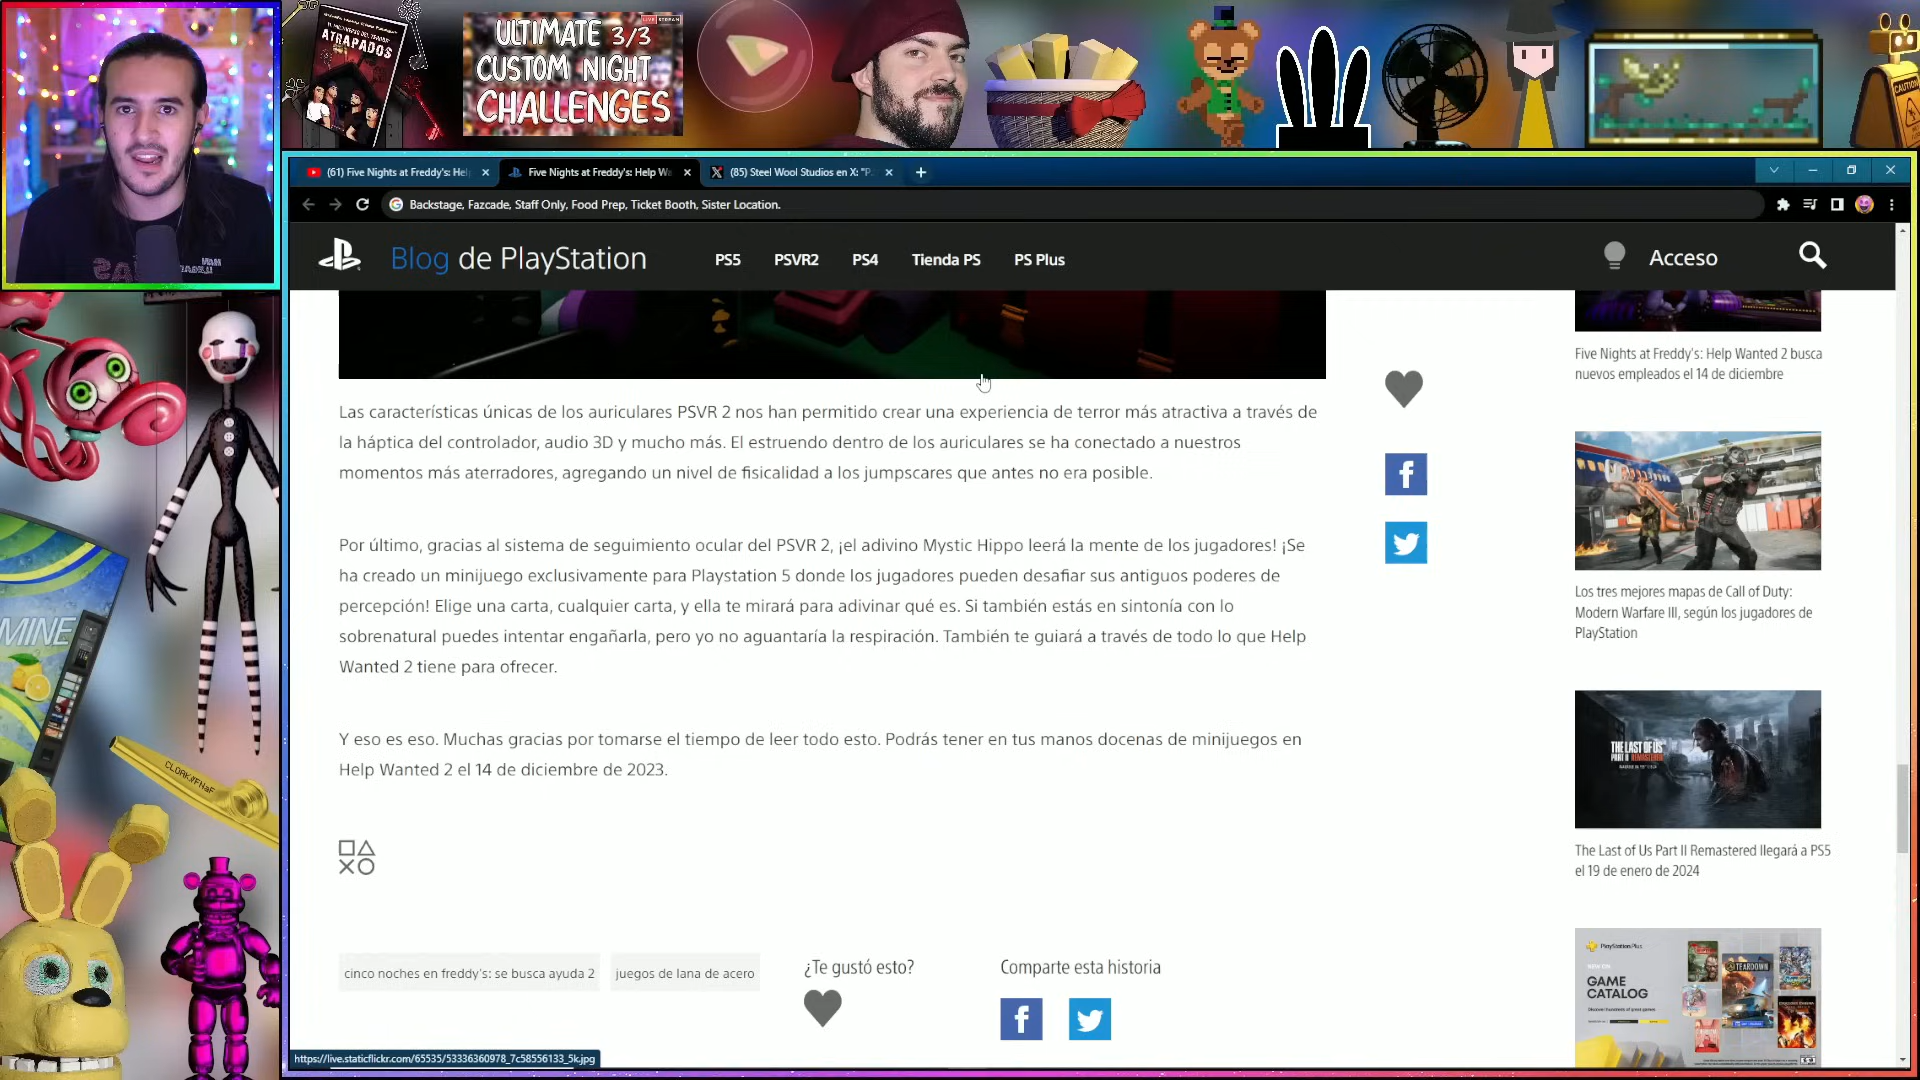 ATRAPADOS
LIVE STREAM
ULTIMATE 3/3
CUSTOM NIGHT
CHALLENGES
CAUTION
(61) Five Nights at Freddy's: Hel
Five Nights at Freddy's: Help Wa
(85) Steel Wool Studios en X: "P
Backstage, Fazcade, Staff Only, Food Prep, Ticket Booth, Sister Location.
Blog de PlayStation
PS5
PSVR2
PS4
Tienda PS
PS Plus
Acceso
Las características únicas de los auriculares PSVR 2 nos han permitido crear una experiencia de terror más atractiva a través de
la háptica del controlador, audio 3D y mucho más. El estruendo dentro de los auriculares se ha conectado a nuestros
momentos más aterradores, agregando un nivel de fisicalidad a los jumpscares que antes no era posible.
Por último, gracias al sistema de seguimiento ocular del PSVR 2, ¡el adivino Mystic Hippo leerá la mente de los jugadores! ¡Se
ha creado un minijuego exclusivamente para Playstation 5 donde los jugadores pueden desafiar sus antiguos poderes de
percepción! Elige una carta, cualquier carta, y ella te mirará para adivinar qué es. Si también estás en sintonía con lo
sobrenatural puedes intentar engañarla, pero yo no aguantaría la respiración. También te guiará a través de todo lo que Help
Wanted 2 tiene para ofrecer.
Y eso es eso. Muchas gracias por tomarse el tiempo de leer todo esto. Podrás tener en tus manos docenas de minijuegos en
Help Wanted 2 el 14 de diciembre de 2023.
cinco noches en freddy's: se busca ayuda 2
juegos de lana de acero
¿Te gustó esto?
Comparte esta historia
Five Nights at Freddy's: Help Wanted 2 busca
nuevos empleados el 14 de diciembre
Los tres mejores mapas de Call of Duty:
Modern Warfare III, según los jugadores de
PlayStation
THE LAST OF US
PART II REMASTERED
The Last of Us Part II Remastered llegará a PS5
el 19 de enero de 2024
PlayStation Plus
GAME
CATALOG
TEARDOWN
MINE
CLOAK//FNaF
https://live.staticflickr.com/65535/53336360978_7c58556133_5k.jpg